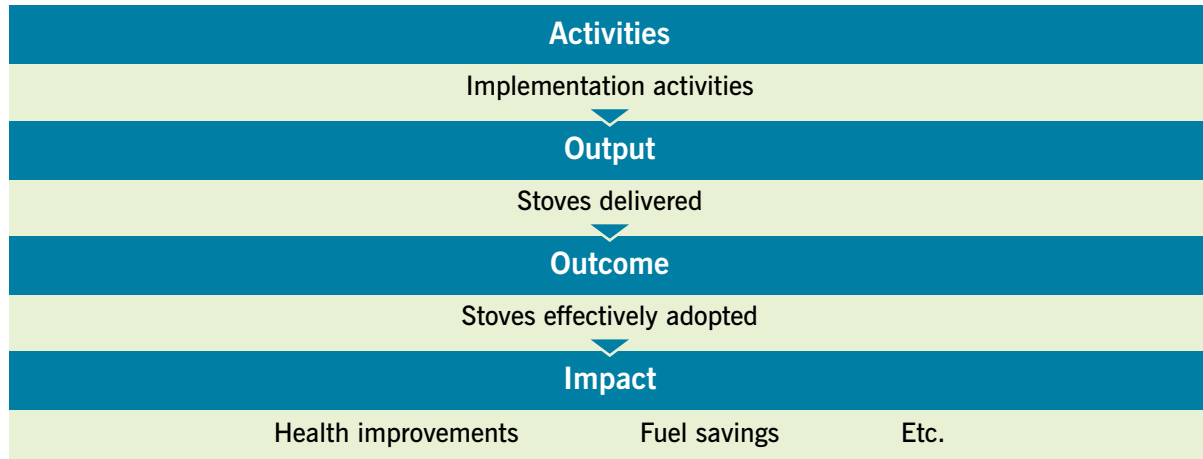 Activities
Implementation activities
Output
Stoves delivered
Outcome
Stoves effectively adopted
Impact
Health improvements Fuel savings Etc.